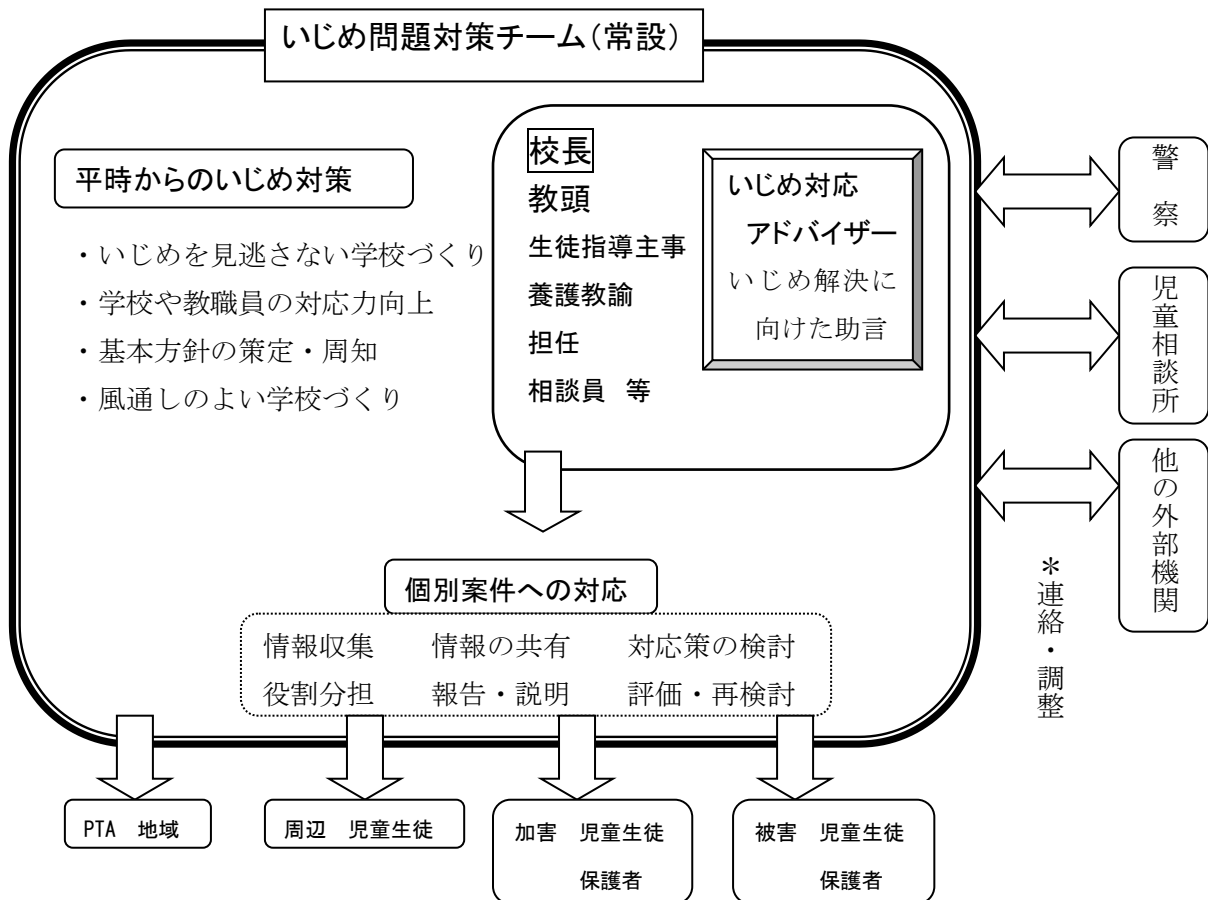 いじめ問題対策チーム（常設）
平時からのいじめ対策
・いじめを見逃さない学校づくり
・学校や教職員の対応力向上
・基本方針の策定・周知
・風通しのよい学校づくり
校長
教頭
生徒指導主事
養護教諭
担任
相談員　等
いじめ対応
アドバイザー
いじめ解決に
向けた助言
警　察
児童相談所
他の外部機関
＊連絡・調整
個別案件への対応
情報収集　情報の共有　対応策の検討
役割分担　報告・説明　評価・再検討
PTA　地域
周辺　児童生徒
加害　児童生徒
保護者
被害　児童生徒
保護者